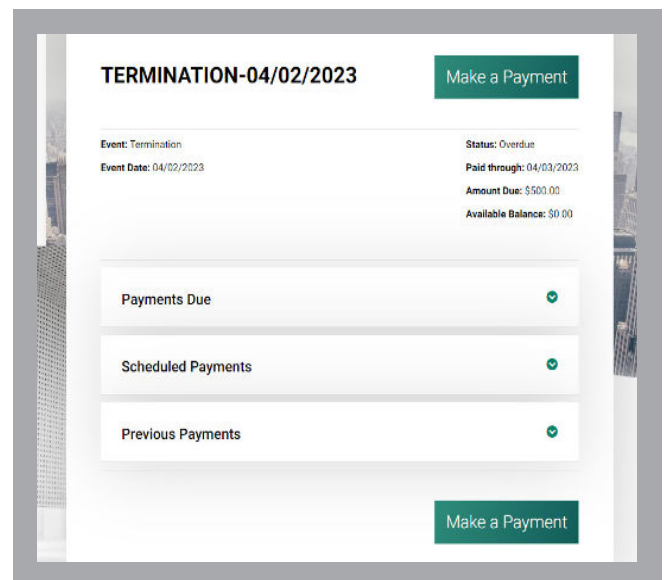 TERMINATION-04/02/2023
Make a Payment
Event: Termination
Event Date: 04/02/2023
Status: Overdue
Paid through: 04/03/2023
Amount Due: $500.00
Available Balance: $0.00
Payments Due
Scheduled Payments
Previous Payments
Make a Payment